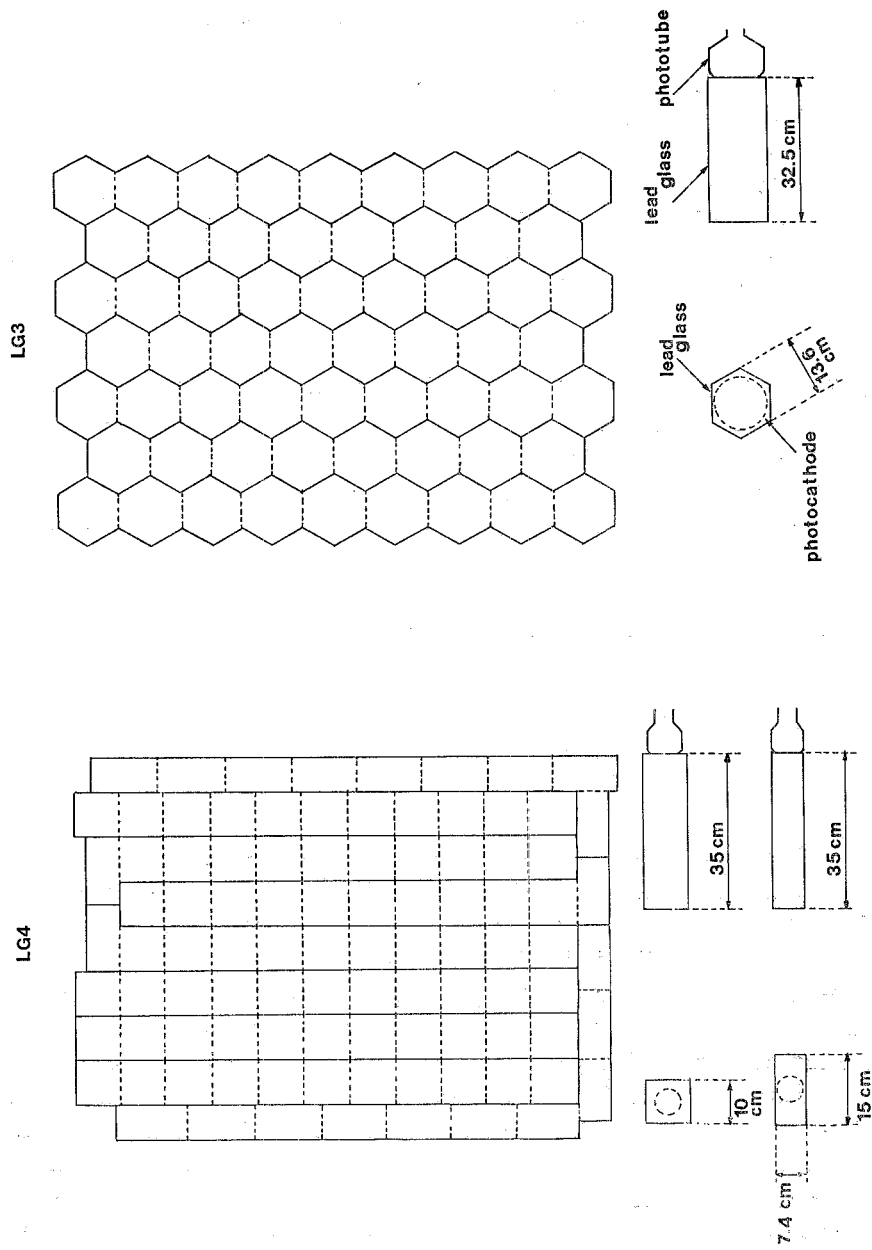 LG3
phototube
lead
glass
32.5 cm
lead
glass
13.6
cm
photocathode
LG4
35 cm
35 cm
10
cm
15 cm
7.4 cm